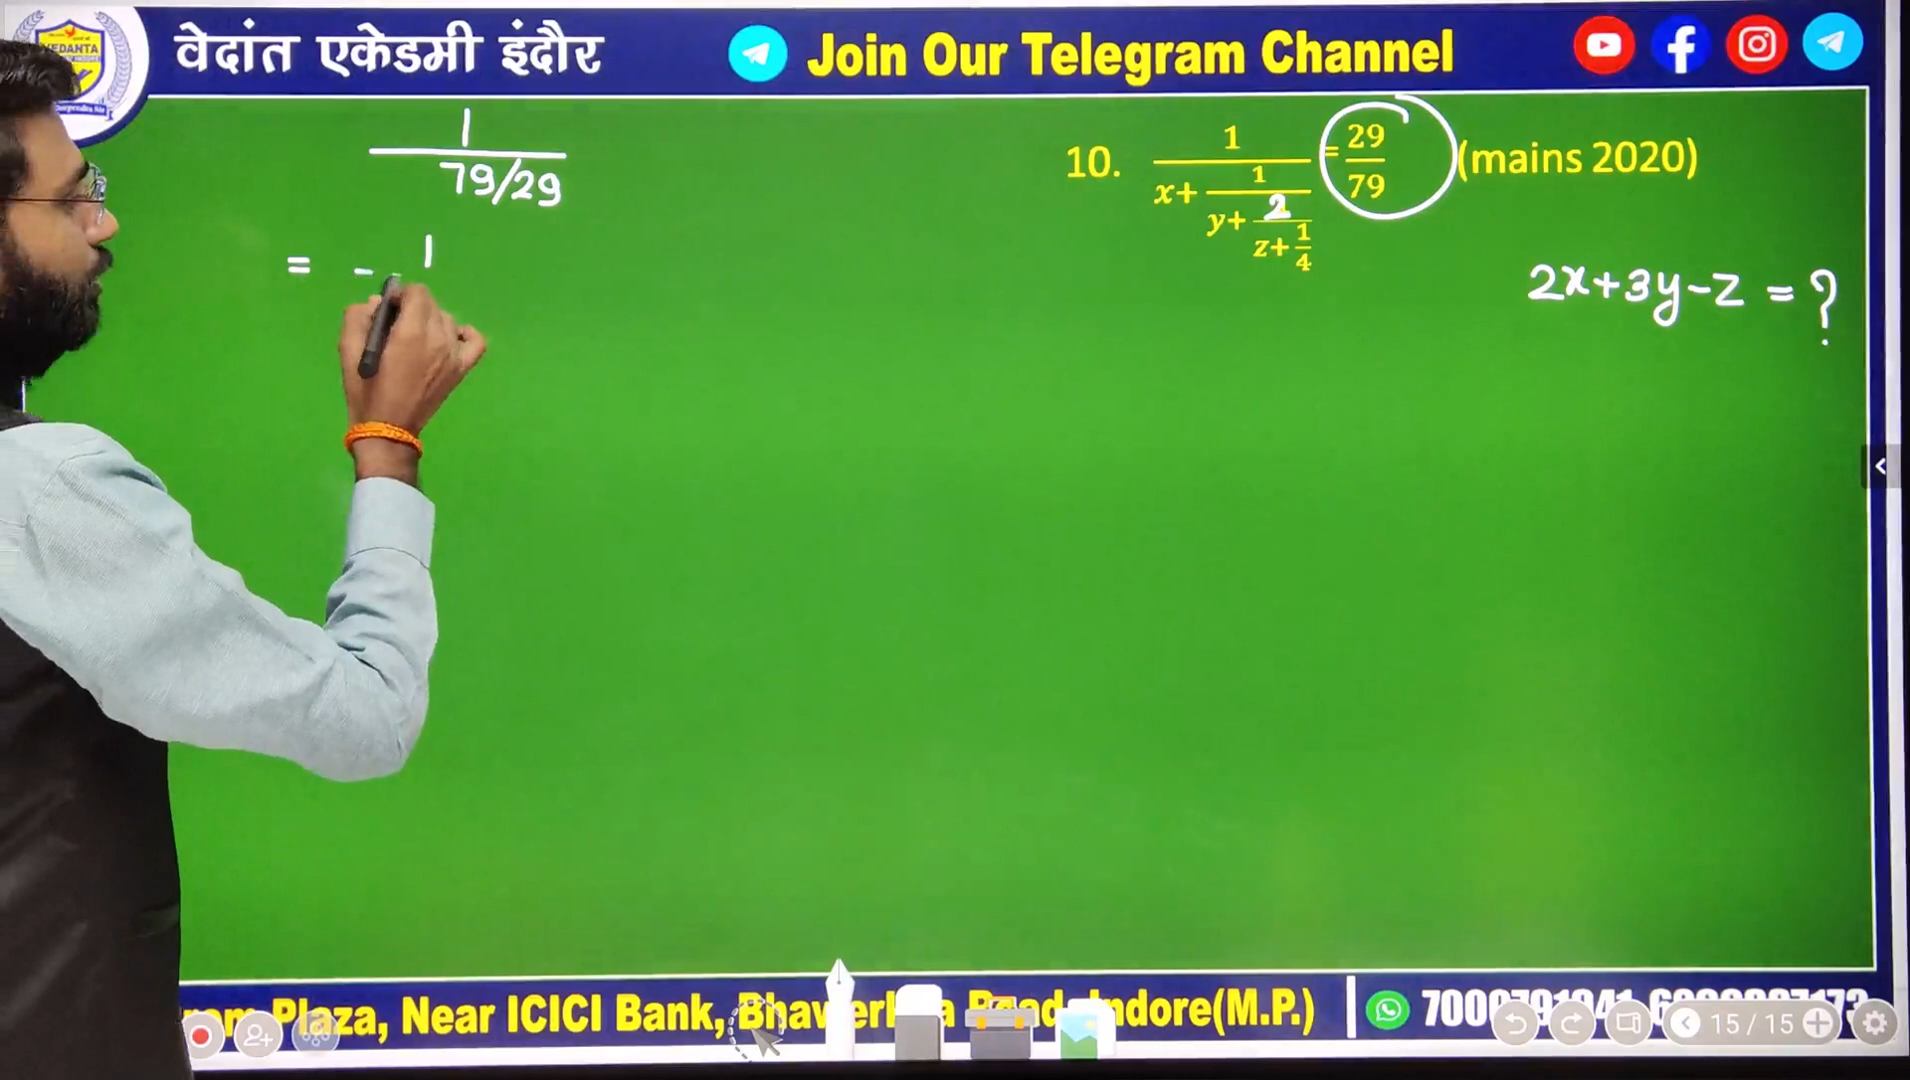 VEDANTA
वेदांत एकेडमी इंदौर
Join Our Telegram Channel
1
79/29
= - 1
10. 1/(x+1/(y+2/(z+1/4))) = 29/79 (mains 2020)
2x+3y-z = ?
Plaza, Near ICICI Bank, Indore(M.P.)
15/15